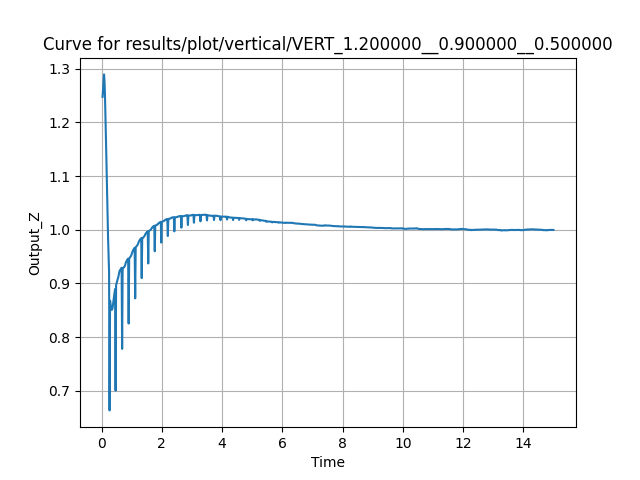 Curve for results/plot/vertical/VERT_1.200000__0.900000__0.500000
1.3
1.2
1.1
1.0
0.9
0.8
0.7
Output_Z
0 2 4 6 8 10 12 14
Time